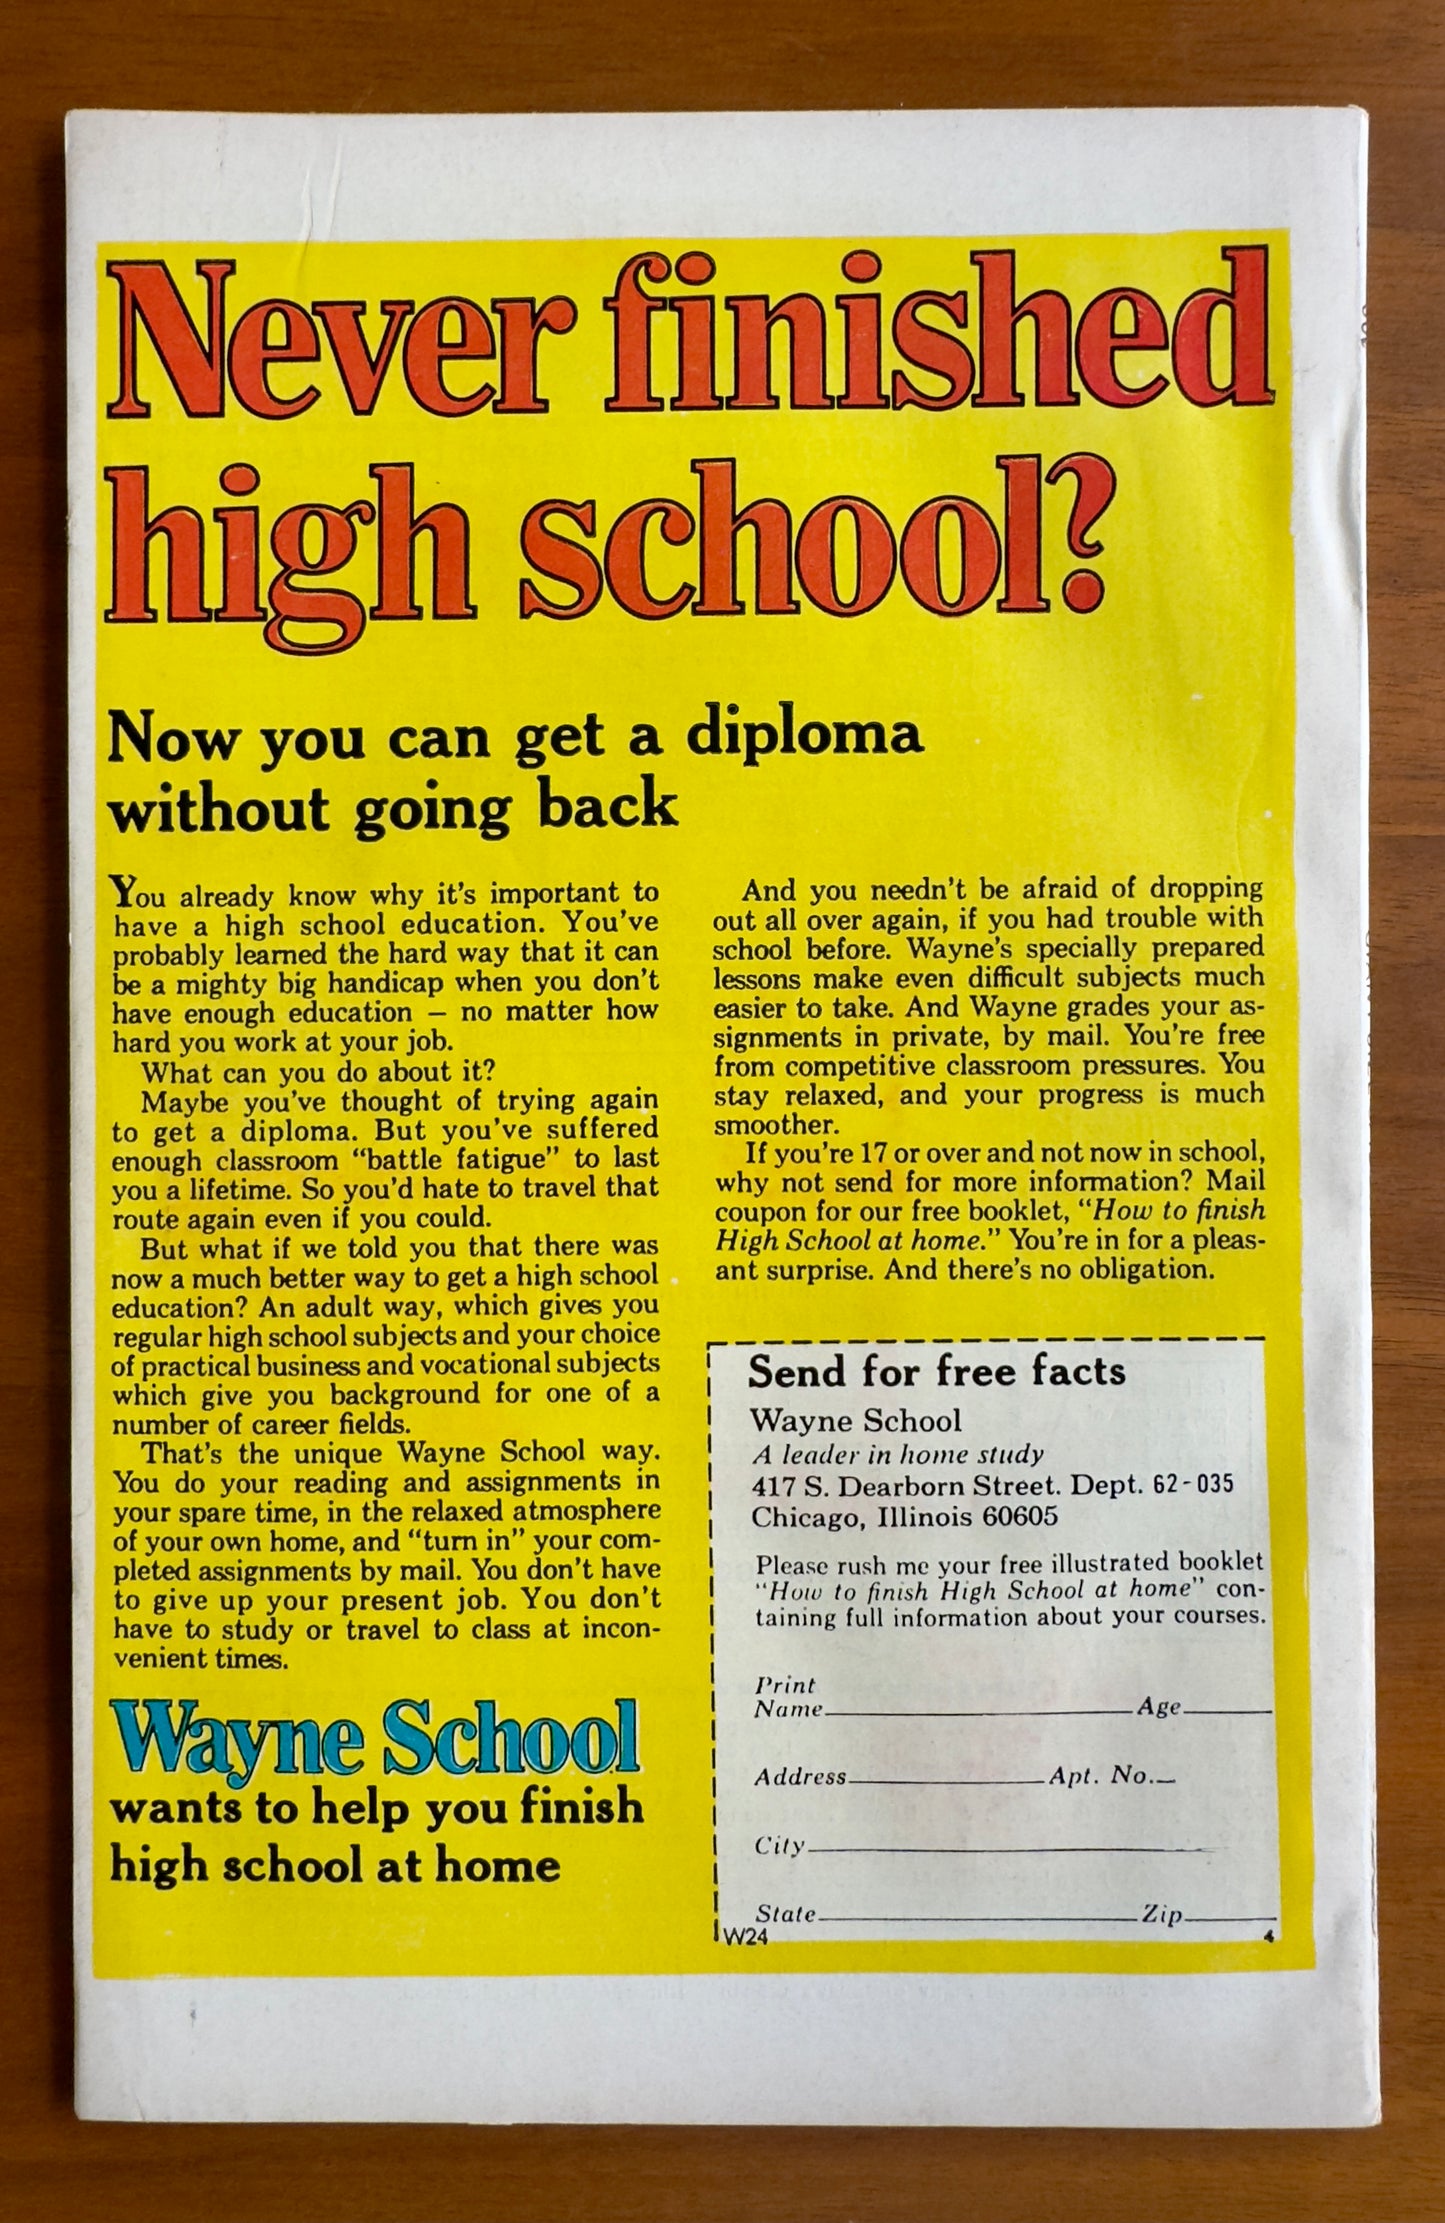 Never finished
high school?
Now you can get a diploma
without going back
You already know why it's important to
have a high school education. You've
probably learned the hard way that it can
be a mighty big handicap when you don't
have enough education — no matter how
hard you work at your job.
What can you do about it?
Maybe you've thought of trying again
to get a diploma. But you've suffered
enough classroom “battle fatigue” to last
you a lifetime. So you'd hate to travel that
route again even if you could.
But what if we told you that there was
now a much better way to get a high school
education? An adult way, which gives you
regular high school subjects and your choice
of practical business and vocational subjects
which give you background for one of a
number of career fields.
That's the unique Wayne School way.
You do your reading and assignments in
your spare time, in the relaxed atmosphere
of your own home, and “turn in” your com-
pleted assignments by mail. You don't have
to give up your present job. You don't
have to study or travel to class at incon-
venient times.
Wayne School
wants to help you finish
high school at home
And you needn't be afraid of dropping
out all over again, if you had trouble with
school before. Wayne's specially prepared
lessons make even difficult subjects much
easier to take. And Wayne grades your as-
signments in private, by mail. You're free
from competitive classroom pressures. You
stay relaxed, and your progress is much
smoother.
If you're 17 or over and not now in school,
why not send for more information? Mail
coupon for our free booklet, “How to finish
High School at home.” You're in for a pleas-
ant surprise. And there's no obligation.
Send for free facts
Wayne School
A leader in home study
417 S. Dearborn Street. Dept. 62-035
Chicago, Illinois 60605
Please rush me your free illustrated booklet
“How to finish High School at home” con-
taining full information about your courses.
Print
Name Age
Address Apt. No.
City
State Zip
W24 4